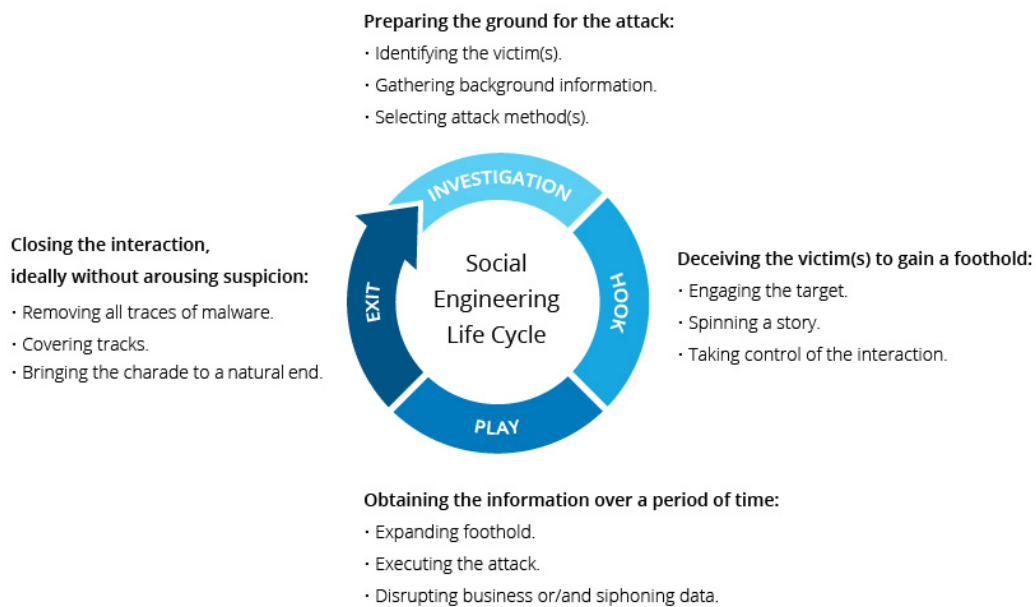 Preparing the ground for the attack:
· Identifying the victim(s).
· Gathering background information.
· Selecting attack method(s).
INVESTIGATION
HOOK
PLAY
EXIT
Social
Engineering
Life Cycle
Deceiving the victim(s) to gain a foothold:
· Engaging the target.
· Spinning a story.
· Taking control of the interaction.
Obtaining the information over a period of time:
· Expanding foothold.
· Executing the attack.
· Disrupting business or/and siphoning data.
Closing the interaction,
ideally without arousing suspicion:
· Removing all traces of malware.
· Covering tracks.
· Bringing the charade to a natural end.